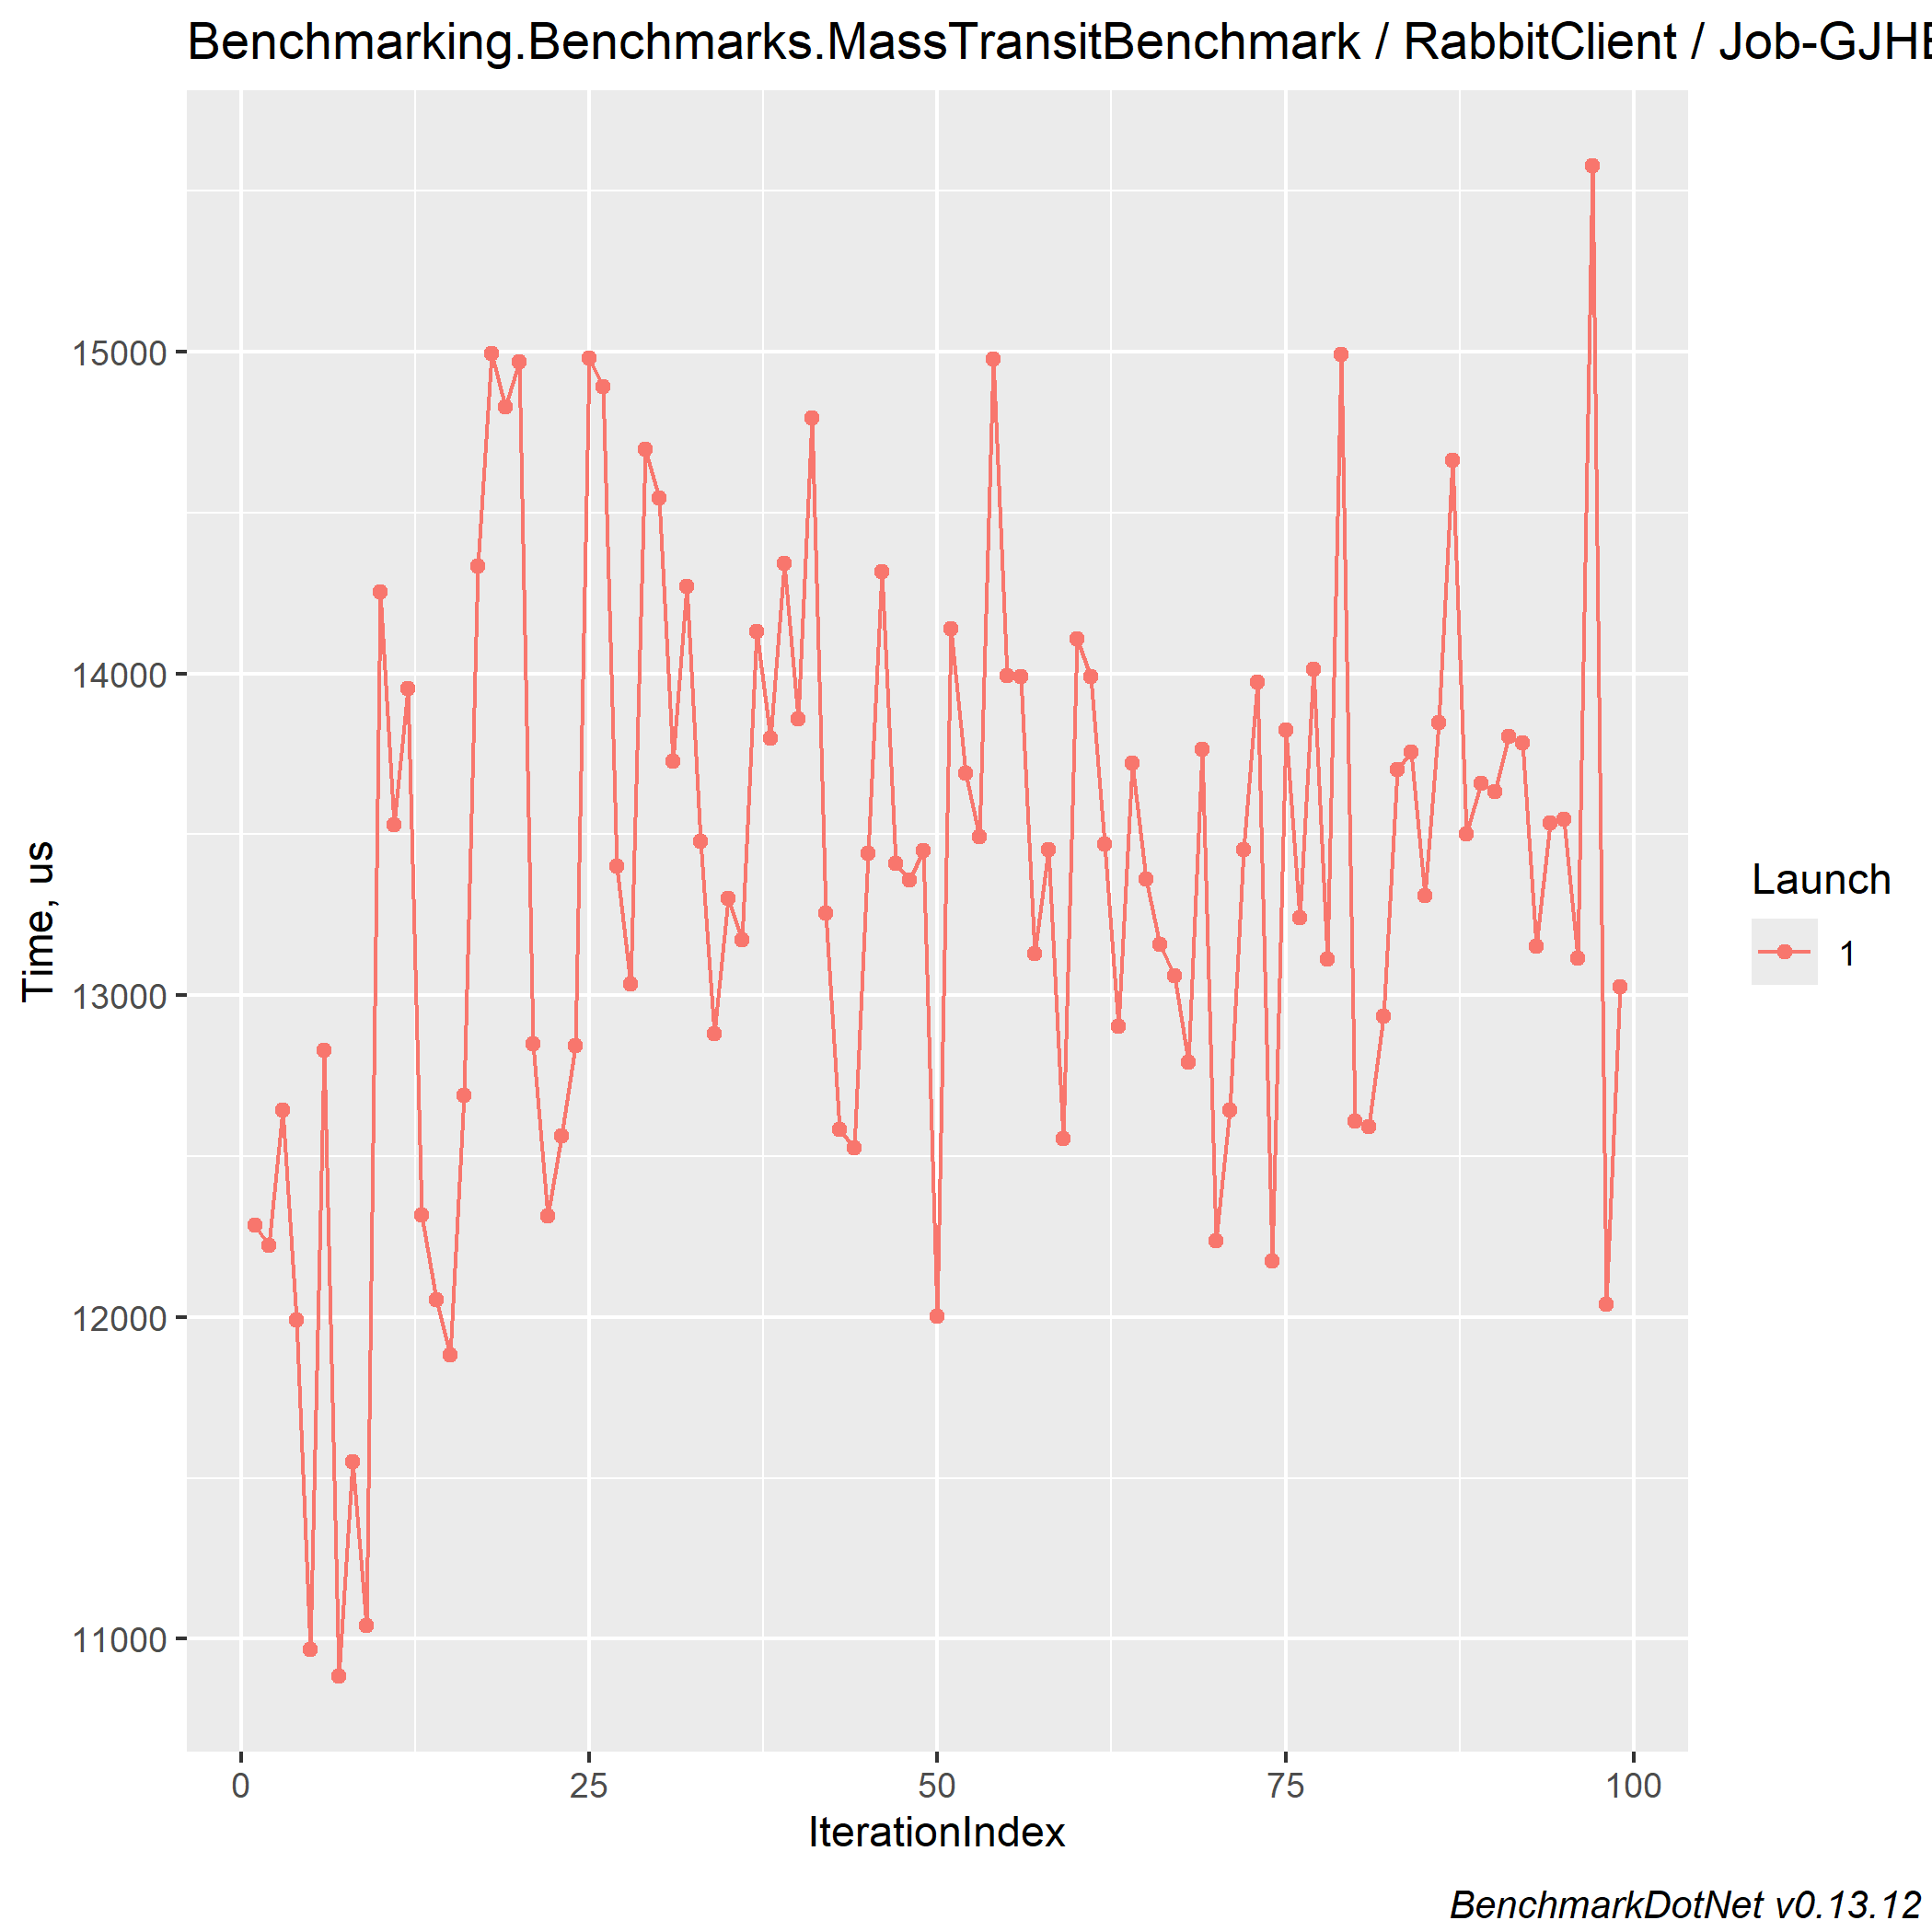 Benchmarking.Benchmarks.MassTransitBenchmark / RabbitClient / Job-GJHE
Time, us
15000
14000
13000
12000
11000
0 25 50 75 100
IterationIndex
Launch
1
BenchmarkDotNet v0.13.12